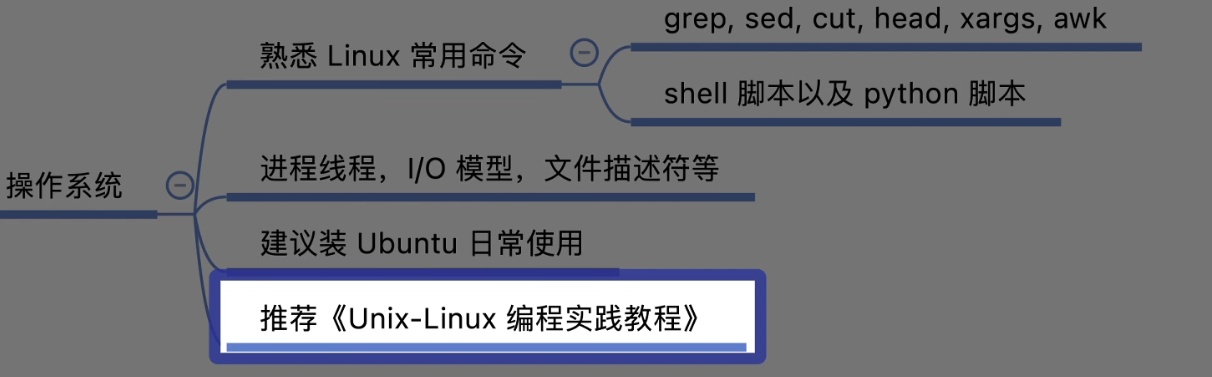 grep, sed, cut, head, xargs, awk
熟悉 Linux 常用命令
shell 脚本以及 python 脚本
进程线程，I/O 模型，文件描述符等
操作系统
建议装 Ubuntu 日常使用
推荐《Unix-Linux 编程实践教程》